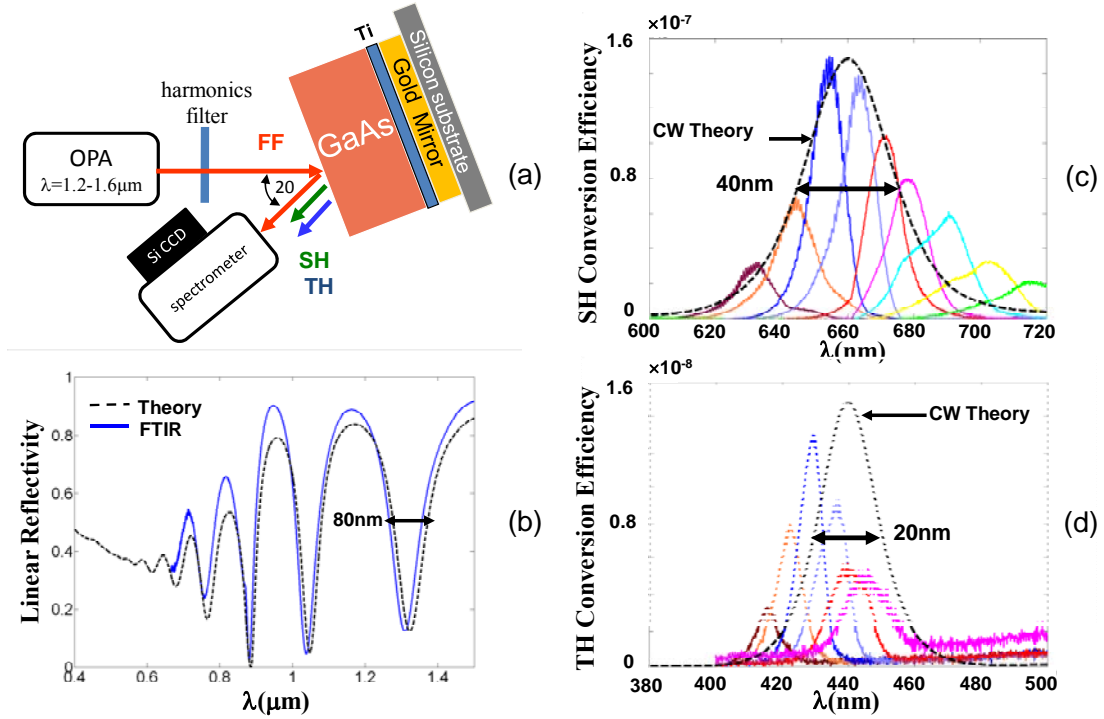 OPA
λ=1.2-1.6μm
harmonics
filter
FF
20
Si CCD
spectrometer
SH
TH
GaAs
Ti
Gold Mirror
Silicon substrate
(a)
Linear Reflectivity
1
0.8
0.6
0.4
0.2
0
Theory
FTIR
80nm
0.4 0.6 0.8 1 1.2 1.4
λ(μm)
(b)
×10⁻⁷
SH Conversion Efficiency
1.6
0.8
0
CW Theory
40nm
600 620 640 660 680 700 720
λ(nm)
(c)
×10⁻⁸
TH Conversion Efficiency
1.6
0.8
0
CW Theory
20nm
380 400 420 440 460 480 500
λ(nm)
(d)